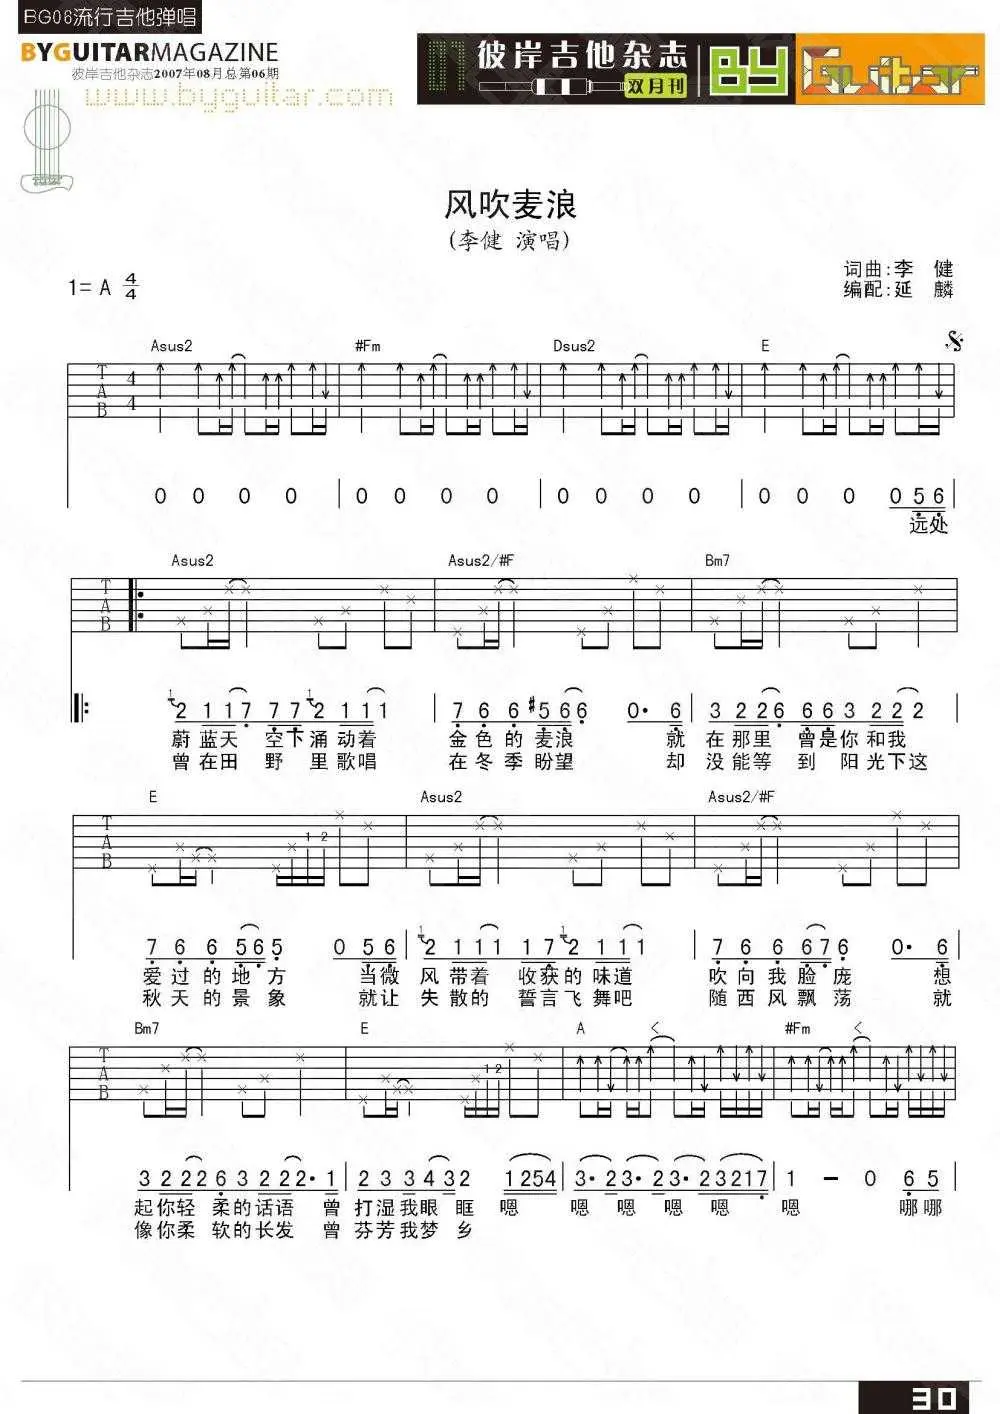 BG06流行吉他弹唱
BYGUITARMAGAZINE
彼岸吉他杂志2007年08月总第06期
www.byguitar.com
01 彼岸吉他杂志 双月刊 BY Guitar
风吹麦浪
(李健 演唱)
词曲:李 健
1= A 4/4
编配:延 麟
Asus2 #Fm Dsus2 E
T A B 4 4
0 0 0 0 | 0 0 0 0 | 0 0 0 0 | 0 0 0 0 5 6
远处
Asus2 Asus2/#F Bm7
T A B
1 2 1 1 7 7 7 1 2 1 1 1 1 | 7 6 6 #5 6 6 0· 6 | 3 2 2 6 6 6 3 2 2 2
蔚 蓝天 空下涌 动着 金色的麦浪 就在那里 曾是你和我
曾在田 野 里歌唱 在冬季盼望 却没能等 到 阳光下这
E Asus2 Asus2/#F
T A B 1 2
7 6 6 5 6 5 0 5 6 | 1 2 1 1 1 1 7 1 2 1 1 1 | 7 6 6 6 7 6 0· 6
爱过的地方 当微 风带着 收获的味道 吹向我脸庞 想
秋天的景象 就让 失散的 誓言飞舞吧 随西风飘荡 就
Bm7 E A < #Fm <
T A B 1 2
3 2 2 2 6 3 2 2 2· 1 | 2 3 3 4 3 2 1 2 5 4 | 3· 2 3· 2 3· 2 3 2 1 7 | 1 - 0 6 5
起你轻 柔的话语 曾打湿我眼眶 嗯 嗯 嗯 嗯 嗯 嗯 哪哪
像你柔 软的长发 曾芬芳我梦乡
30